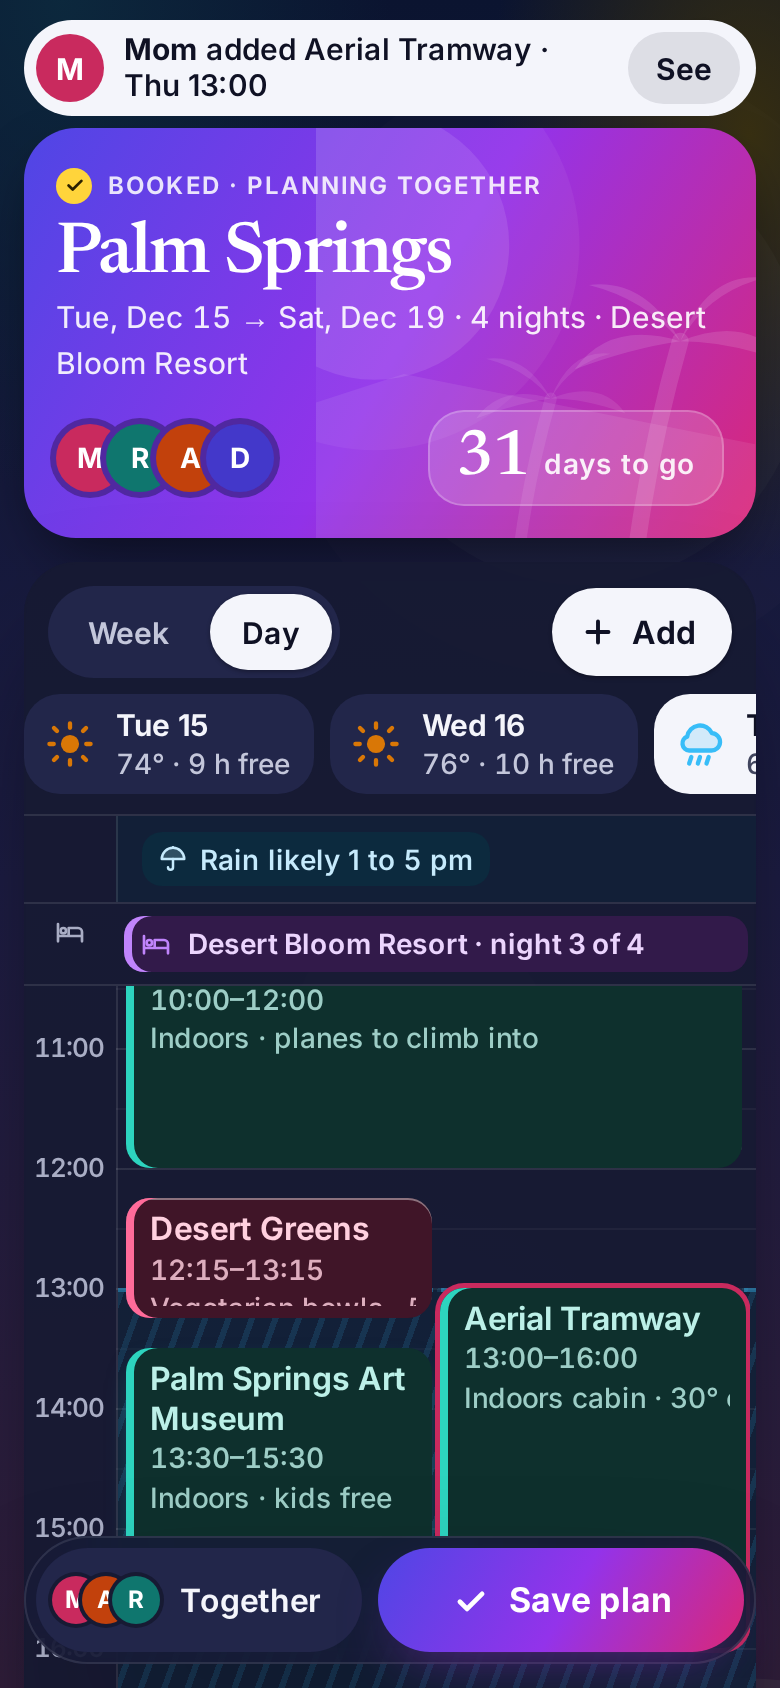 M
Mom added Aerial Tramway ·
Thu 13:00
See
BOOKED · PLANNING TOGETHER
Palm Springs
Tue, Dec 15 → Sat, Dec 19 · 4 nights · Desert
Bloom Resort
M R A D
31 days to go
Week
Day
+ Add
Tue 15
74° · 9 h free
Wed 16
76° · 10 h free
Rain likely 1 to 5 pm
Desert Bloom Resort · night 3 of 4
10:00–12:00
Indoors · planes to climb into
11:00
12:00
Desert Greens
12:15–13:15
Vegetarian bowls
13:00
Aerial Tramway
13:00–16:00
Indoors cabin · 30°
Palm Springs Art
Museum
13:30–15:30
Indoors · kids free
14:00
15:00
M A R
Together
Save plan